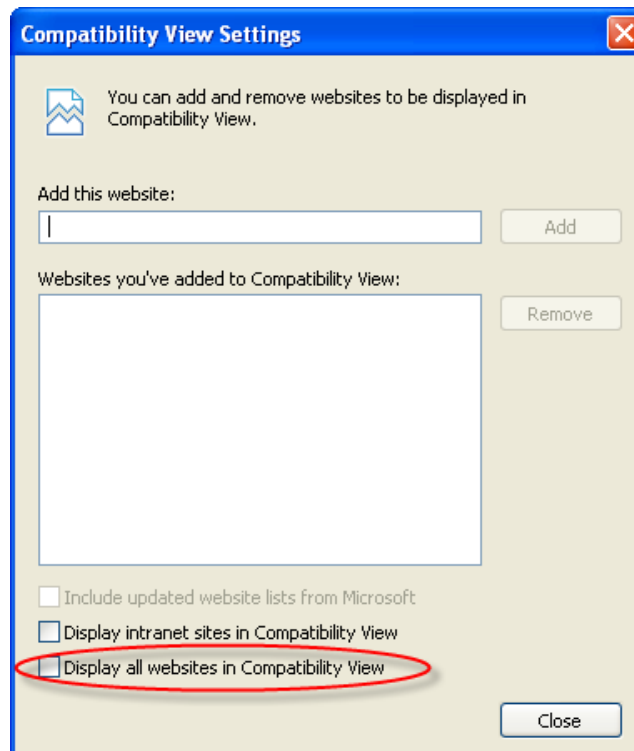 Compatibility View Settings
You can add and remove websites to be displayed in
Compatibility View.
Add this website:
Add
Websites you've added to Compatibility View:
Remove
Include updated website lists from Microsoft
Display intranet sites in Compatibility View
Display all websites in Compatibility View
Close